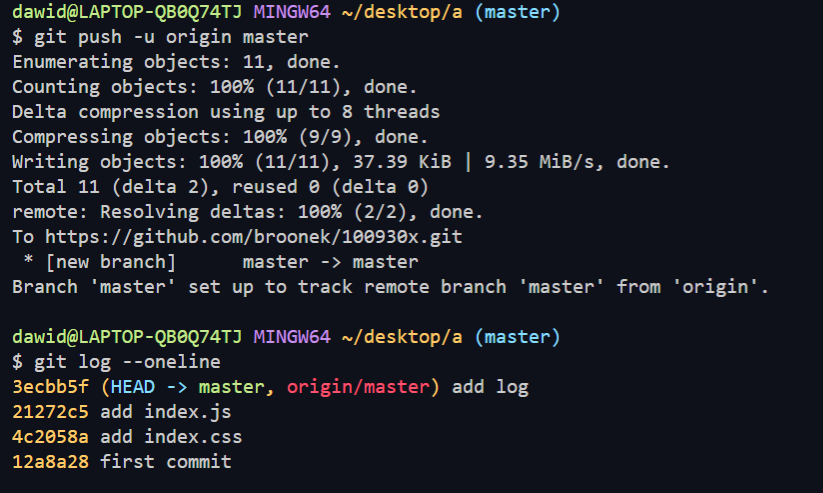 dawid@LAPTOP-QB0Q74TJ MINGW64 ~/desktop/a (master)
$ git push -u origin master
Enumerating objects: 11, done.
Counting objects: 100% (11/11), done.
Delta compression using up to 8 threads
Compressing objects: 100% (9/9), done.
Writing objects: 100% (11/11), 37.39 KiB | 9.35 MiB/s, done.
Total 11 (delta 2), reused 0 (delta 0)
remote: Resolving deltas: 100% (2/2), done.
To https://github.com/broonek/100930x.git
 * [new branch]      master -> master
Branch 'master' set up to track remote branch 'master' from 'origin'.
dawid@LAPTOP-QB0Q74TJ MINGW64 ~/desktop/a (master)
$ git log --oneline
3ecbb5f (HEAD -> master, origin/master) add log
21272c5 add index.js
4c2058a add index.css
12a8a28 first commit